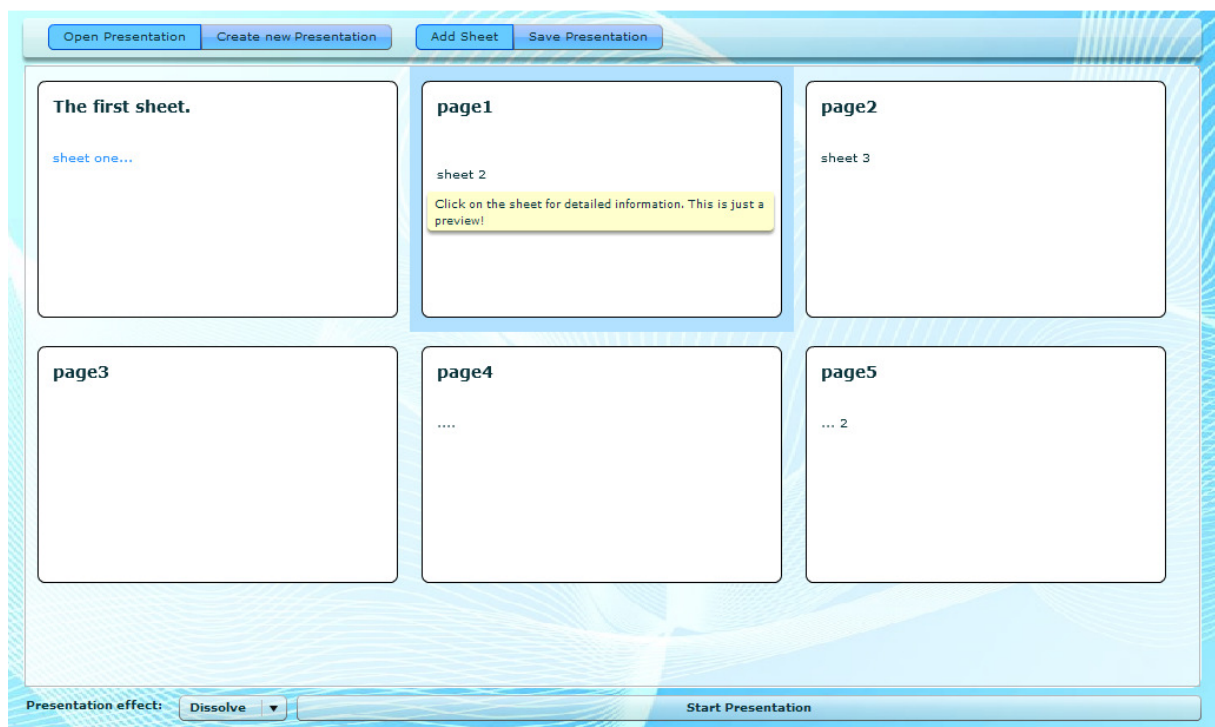 Open Presentation Create new Presentation Add Sheet Save Presentation
The first sheet.
sheet one...
page1
sheet 2
Click on the sheet for detailed information. This is just a
preview!
page2
sheet 3
page3
page4
....
page5
... 2
Presentation effect: Dissolve Start Presentation